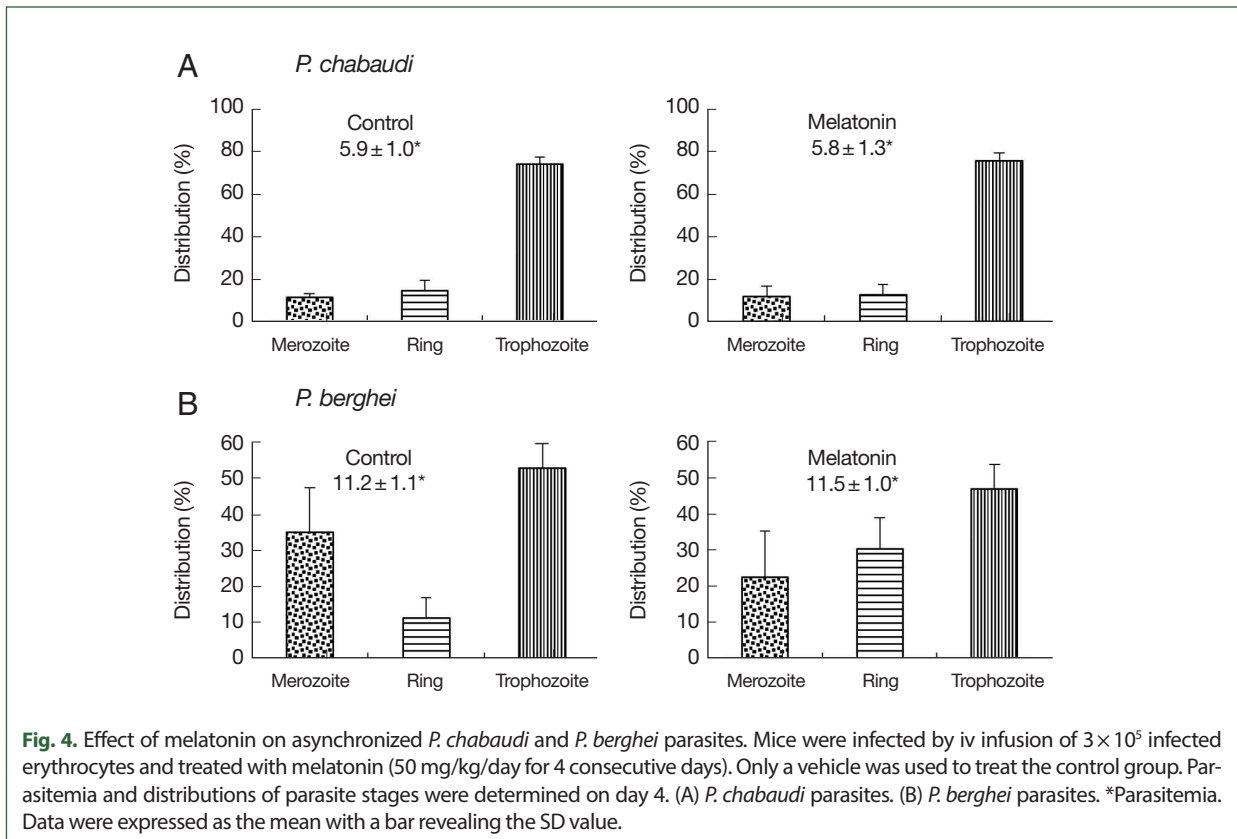 A P. chabaudi
Distribution (%)
100
80
60
40
20
0
Control
5.9 ± 1.0*
Merozoite Ring Trophozoite
Distribution (%)
100
80
60
40
20
0
Melatonin
5.8 ± 1.3*
Merozoite Ring Trophozoite
B P. berghei
Distribution (%)
60
50
40
30
20
10
0
Control
11.2 ± 1.1*
Merozoite Ring Trophozoite
Distribution (%)
60
50
40
30
20
10
0
Melatonin
11.5 ± 1.0*
Merozoite Ring Trophozoite
Fig. 4. Effect of melatonin on asynchronized P. chabaudi and P. berghei parasites. Mice were infected by iv infusion of 3 × 10⁵ infected
erythrocytes and treated with melatonin (50 mg/kg/day for 4 consecutive days). Only a vehicle was used to treat the control group. Par-
asitemia and distributions of parasite stages were determined on day 4. (A) P. chabaudi parasites. (B) P. berghei parasites. *Parasitemia.
Data were expressed as the mean with a bar revealing the SD value.